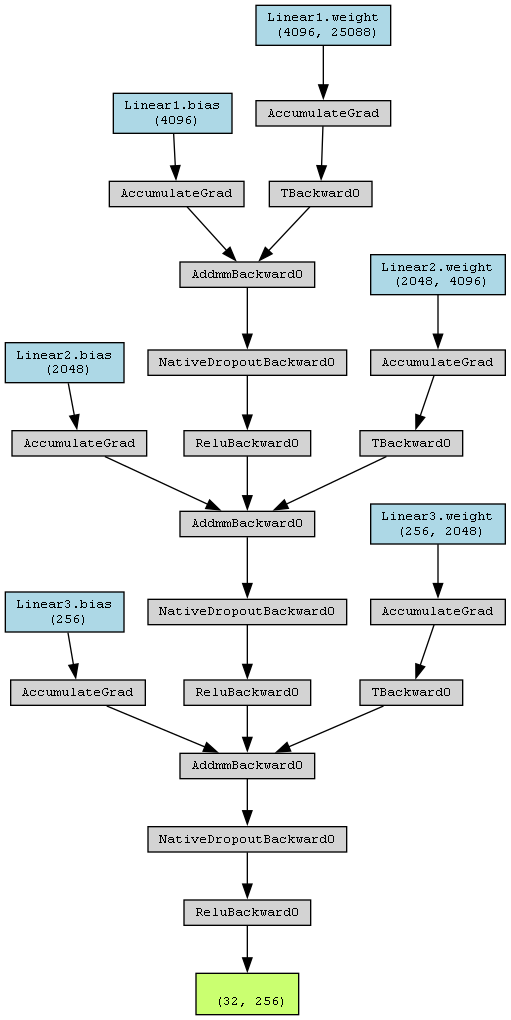 Linear1.weight
(4096, 25088)
Linear1.bias
(4096)
AccumulateGrad
AccumulateGrad
TBackward0
AddmmBackward0
Linear2.weight
(2048, 4096)
Linear2.bias
(2048)
NativeDropoutBackward0
AccumulateGrad
AccumulateGrad
ReluBackward0
TBackward0
AddmmBackward0
Linear3.weight
(256, 2048)
Linear3.bias
(256)
NativeDropoutBackward0
AccumulateGrad
AccumulateGrad
ReluBackward0
TBackward0
AddmmBackward0
NativeDropoutBackward0
ReluBackward0
(32, 256)